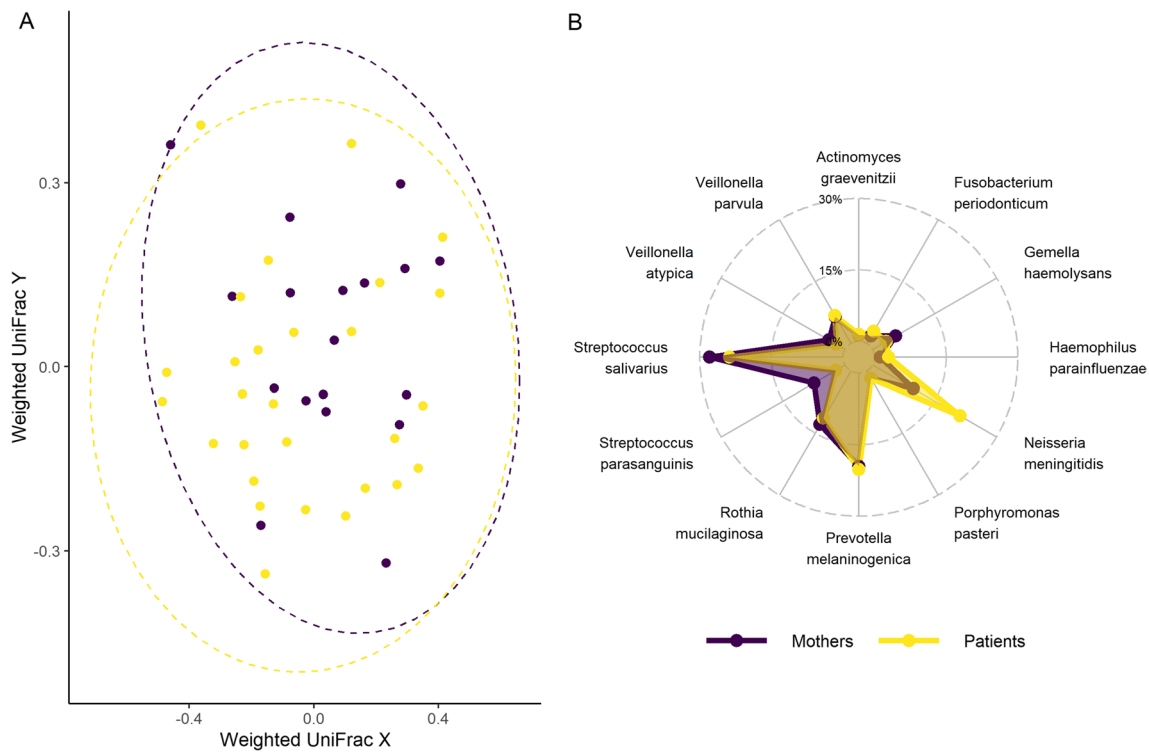 A
Weighted UniFrac Y
0.3
0.0
-0.3
-0.4
0.0
0.4
Weighted UniFrac X
B
Actinomyces
graevenitzii
Fusobacterium
periodonticum
Gemella
haemolysans
Haemophilus
parainfluenzae
Neisseria
meningitidis
Porphyromonas
pasteri
Prevotella
melaninogenica
Rothia
mucilaginosa
Streptococcus
parasanguinis
Streptococcus
salivarius
Veillonella
atypica
Veillonella
parvula
30%
15%
Mothers
Patients